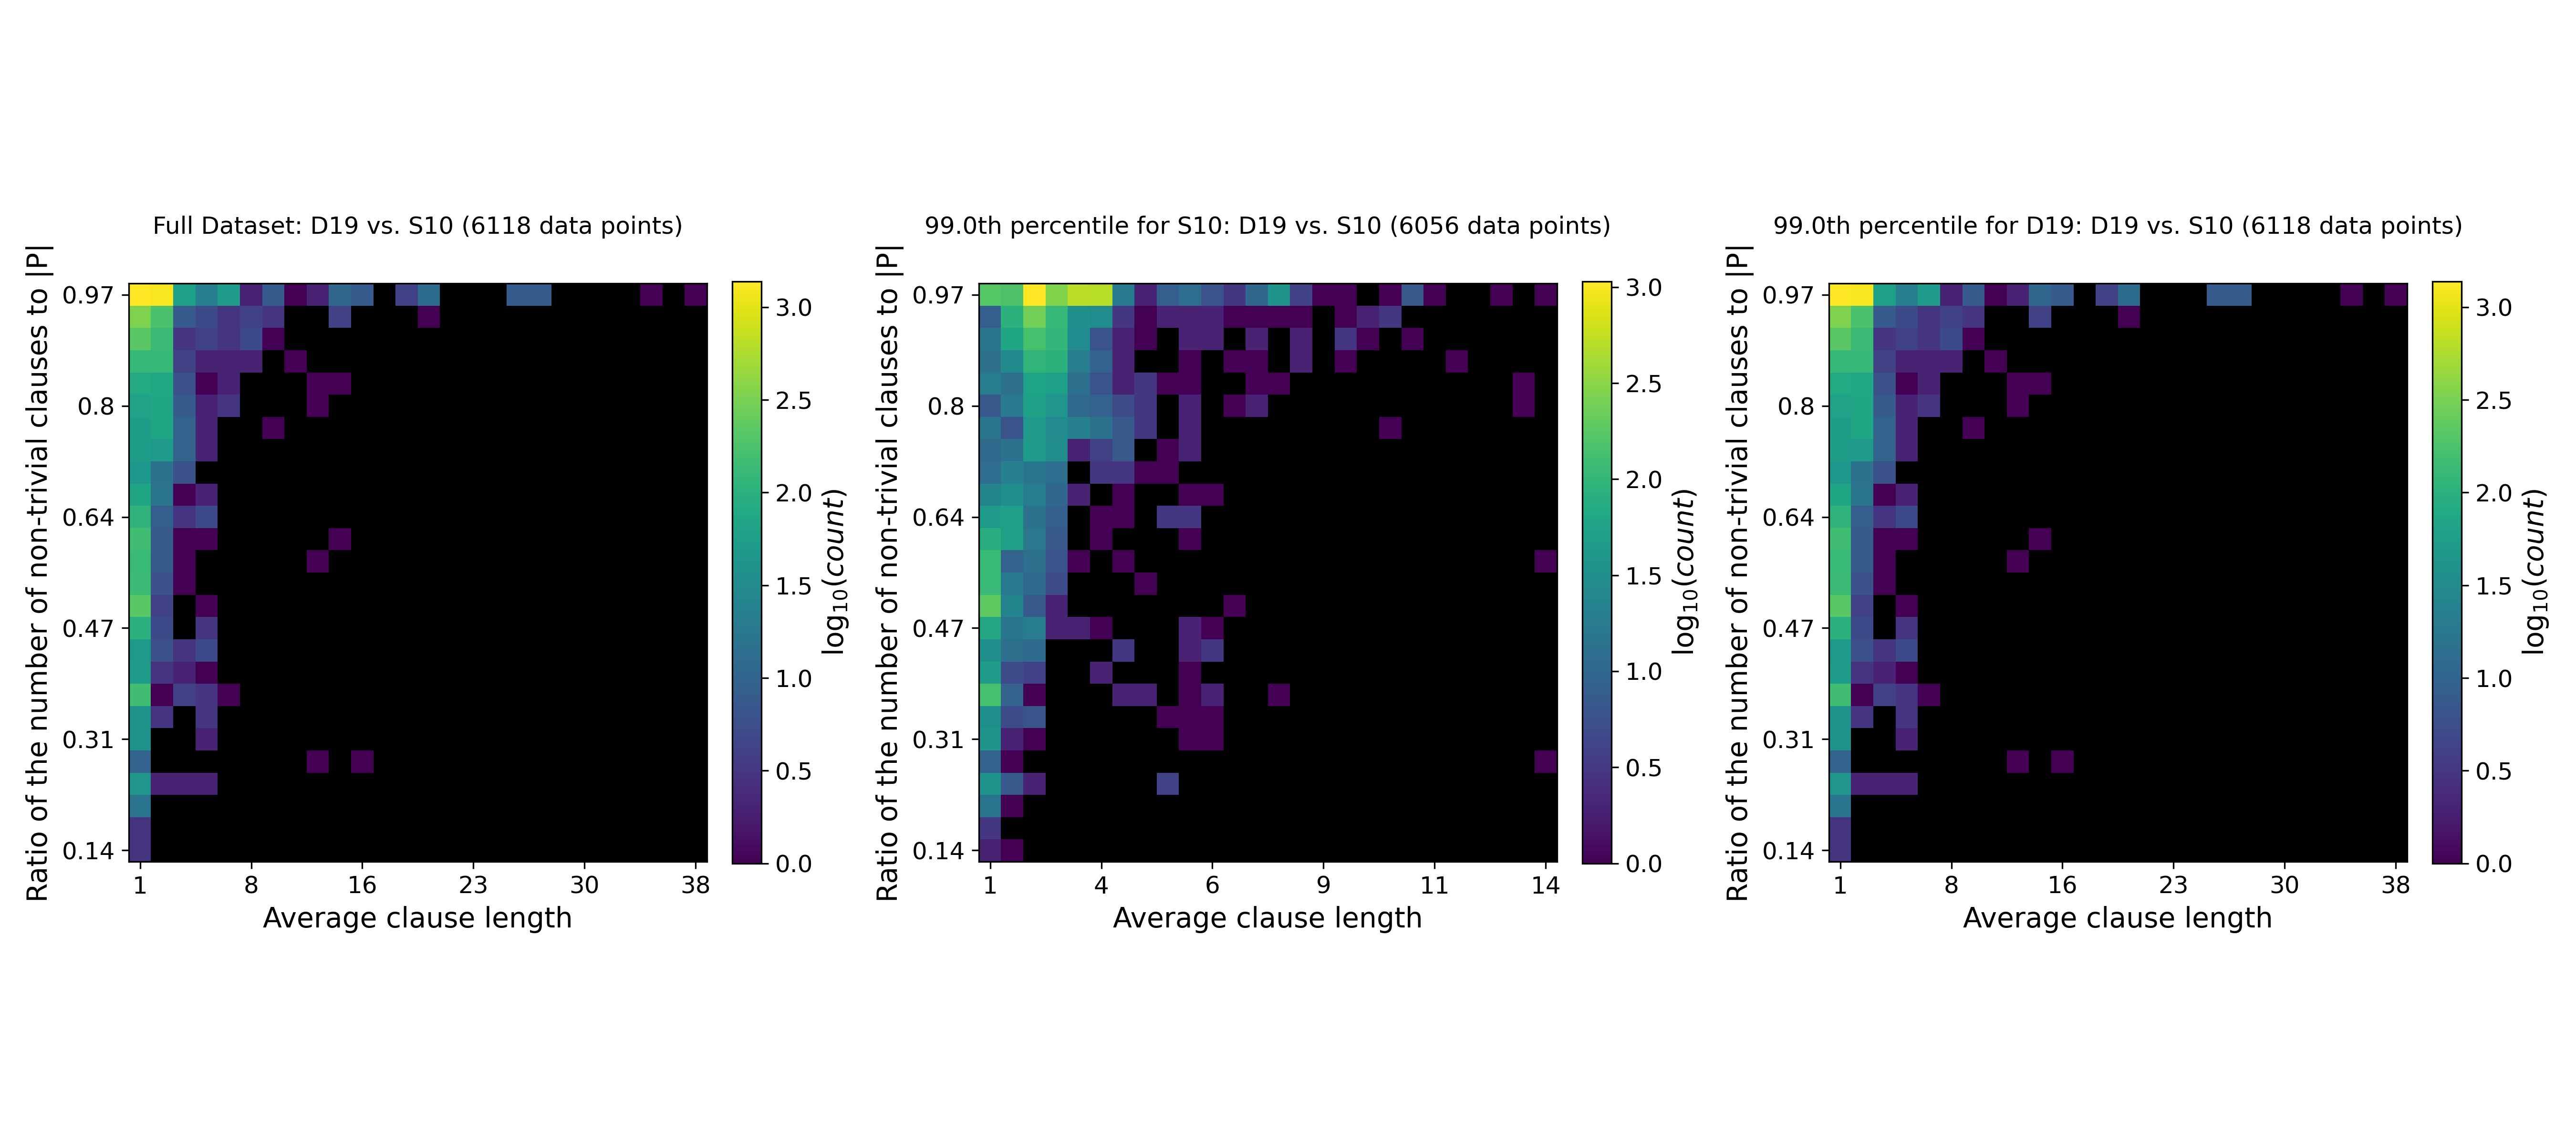 Full Dataset: D19 vs. S10 (6118 data points)
Ratio of the number of non-trivial clauses to |P|
0.97
0.8
0.64
0.47
0.31
0.14
1 8 16 23 30 38
Average clause length
3.0
2.5
2.0
1.5
1.0
0.5
0.0
log₁₀(count)
99.0th percentile for S10: D19 vs. S10 (6056 data points)
Ratio of the number of non-trivial clauses to |P|
0.97
0.8
0.64
0.47
0.31
0.14
1 4 6 9 11 14
Average clause length
3.0
2.5
2.0
1.5
1.0
0.5
0.0
log₁₀(count)
99.0th percentile for D19: D19 vs. S10 (6118 data points)
Ratio of the number of non-trivial clauses to |P|
0.97
0.8
0.64
0.47
0.31
0.14
1 8 16 23 30 38
Average clause length
3.0
2.5
2.0
1.5
1.0
0.5
0.0
log₁₀(count)